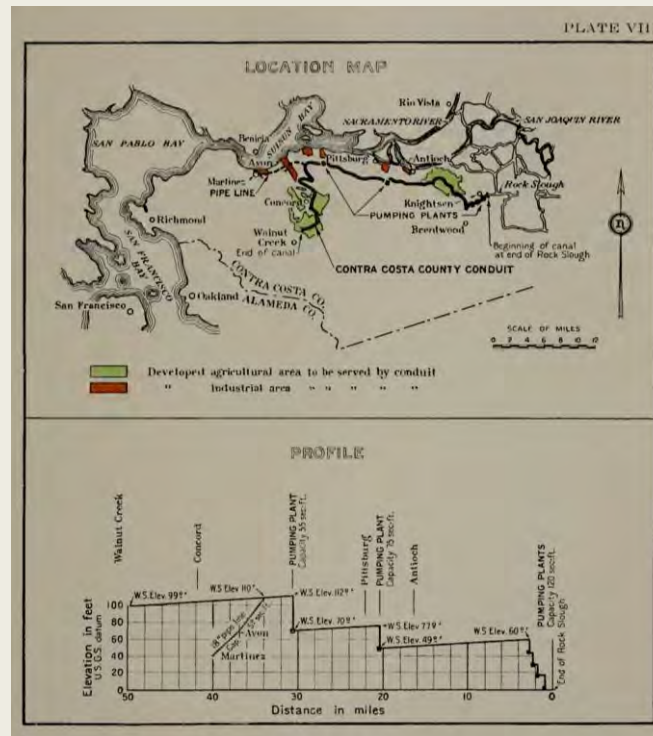 PLATE VII
LOCATION MAP
Rio Vista
SACRAMENTO RIVER
SAN JOAQUIN RIVER
SAN PABLO BAY
Benicia
SUISUN BAY
Avon
Pittsburg
Antioch
Martinez
PIPE LINE
Rock Slough
Concord
Knightsen
PUMPING PLANTS
Richmond
Brentwood
Walnut
Creek
End of canal
Beginning of canal
at end of Rock Slough
SAN FRANCISCO
BAY
CONTRA COSTA COUNTY CONDUIT
CONTRA COSTA CO.
ALAMEDA CO.
San Francisco
Oakland
N
SCALE OF MILES
0 2 4 6 8 10 12
Developed agricultural area to be served by conduit
" Industrial area " " " " "
PROFILE
Walnut Creek
Concord
PUMPING PLANT
Capacity 55 sec-ft.
Pittsburg
PUMPING PLANT
Capacity 75 sec-ft.
Antioch
PUMPING PLANTS
Capacity 120 sec-ft.
End of Rock Slough
W.S. Elev. 99
W.S. Elev 110
W.S. Elev. 112
W.S. Elev. 70
W.S. Elev. 77
W.S. Elev. 49
W.S. Elev. 60
18" pipe line
Avon
Martinez
Elevation in feet
U.S.G.S. datum
100
80
60
40
20
0
50
40
30
20
10
0
Distance in miles